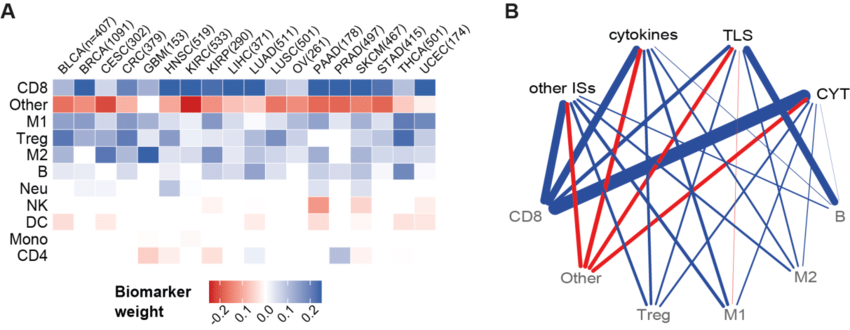 A
BLCA(n=407)
BRCA(1091)
CESC(302)
CRC(379)
GBM(153)
HNSC(519)
KIRC(533)
KIRP(290)
LIHC(371)
LUAD(511)
LUSC(501)
OV(261)
PAAD(178)
PRAD(497)
SKCM(467)
STAD(415)
THCA(501)
UCEC(174)
CD8
Other
M1
Treg
M2
B
Neu
NK
DC
Mono
CD4
Biomarker
weight
-0.2
0.1
0.0
0.1
0.2
B
cytokines
TLS
other ISs
CYT
CD8
B
Other
M2
Treg
M1